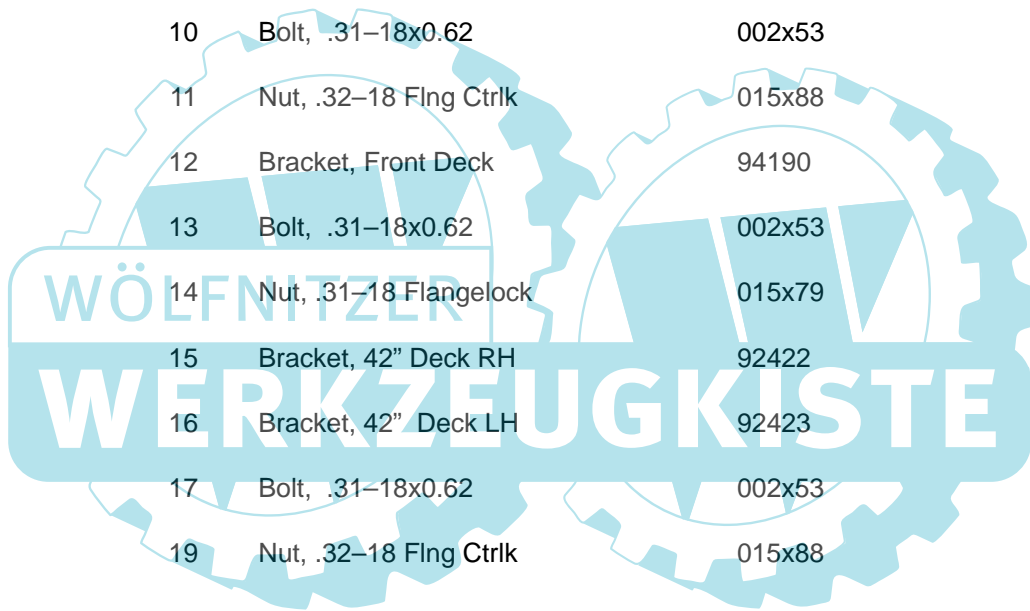 10 Bolt, .31–18x0.62 002x53
11 Nut, .32–18 Flng Ctrlk 015x88
12 Bracket, Front Deck 94190
13 Bolt, .31–18x0.62 002x53
WÖLFNITZER
14 Nut, .31–18 Flangelock 015x79
15 Bracket, 42” Deck RH 92422
WERKZEUGKISTE
16 Bracket, 42” Deck LH 92423
17 Bolt, .31–18x0.62 002x53
19 Nut, .32–18 Flng Ctrlk 015x88